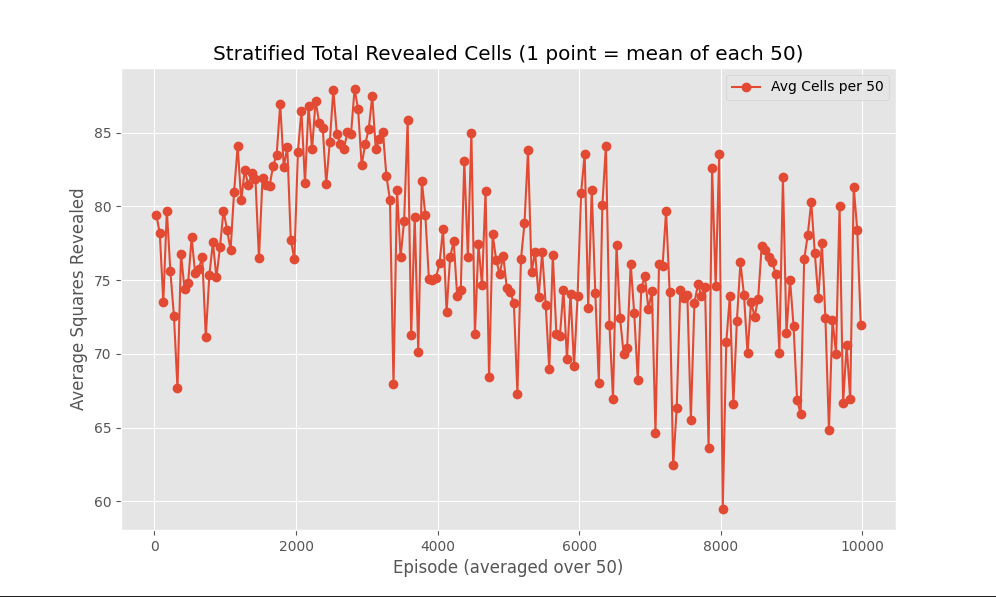 Stratified Total Revealed Cells (1 point = mean of each 50)
Avg Cells per 50
Average Squares Revealed
85
80
75
70
65
60
0 2000 4000 6000 8000 10000
Episode (averaged over 50)